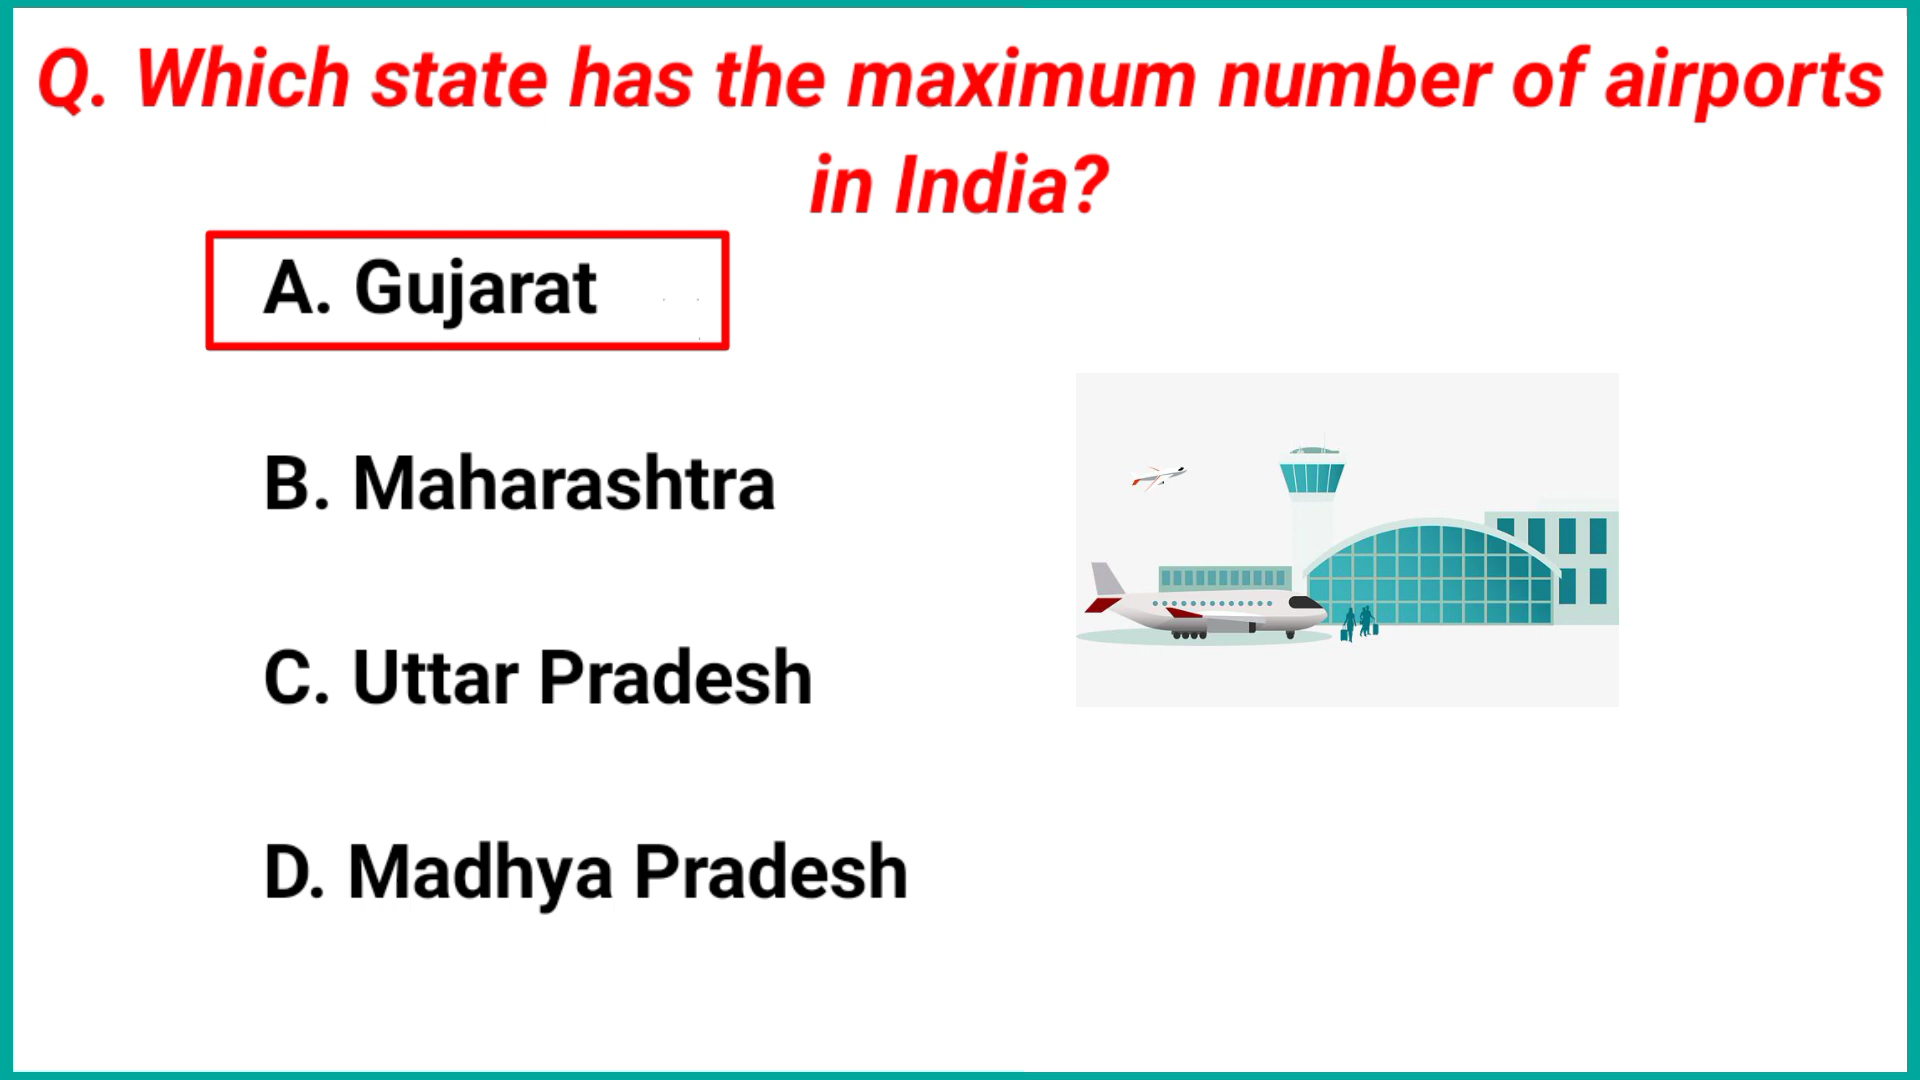 Q. Which state has the maximum number of airports
in India?
A. Gujarat
B. Maharashtra
C. Uttar Pradesh
D. Madhya Pradesh